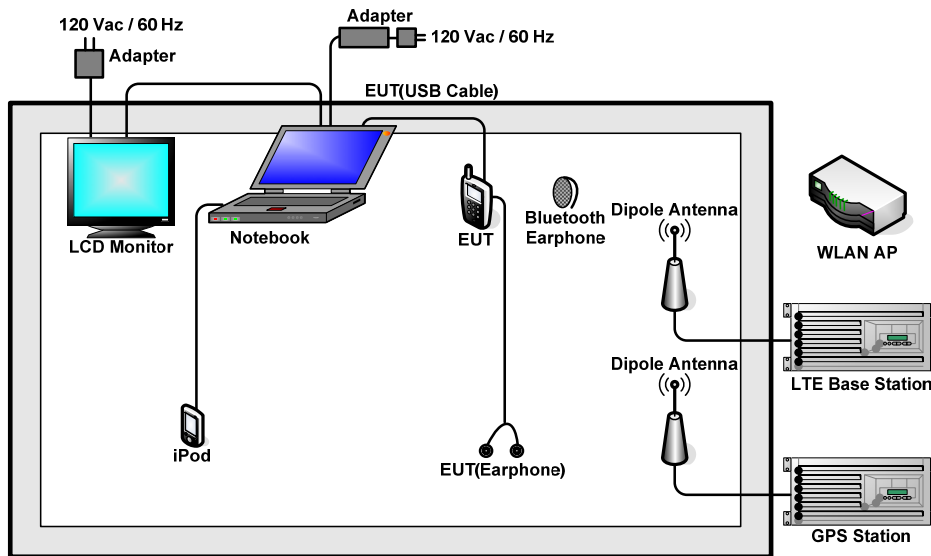 Adapter
120 Vac / 60 Hz
120 Vac / 60 Hz
Adapter
EUT(USB Cable)
Dipole Antenna
Bluetooth
Earphone
LCD Monitor
Notebook
EUT
WLAN AP
Dipole Antenna
LTE Base Station
iPod
EUT(Earphone)
GPS Station